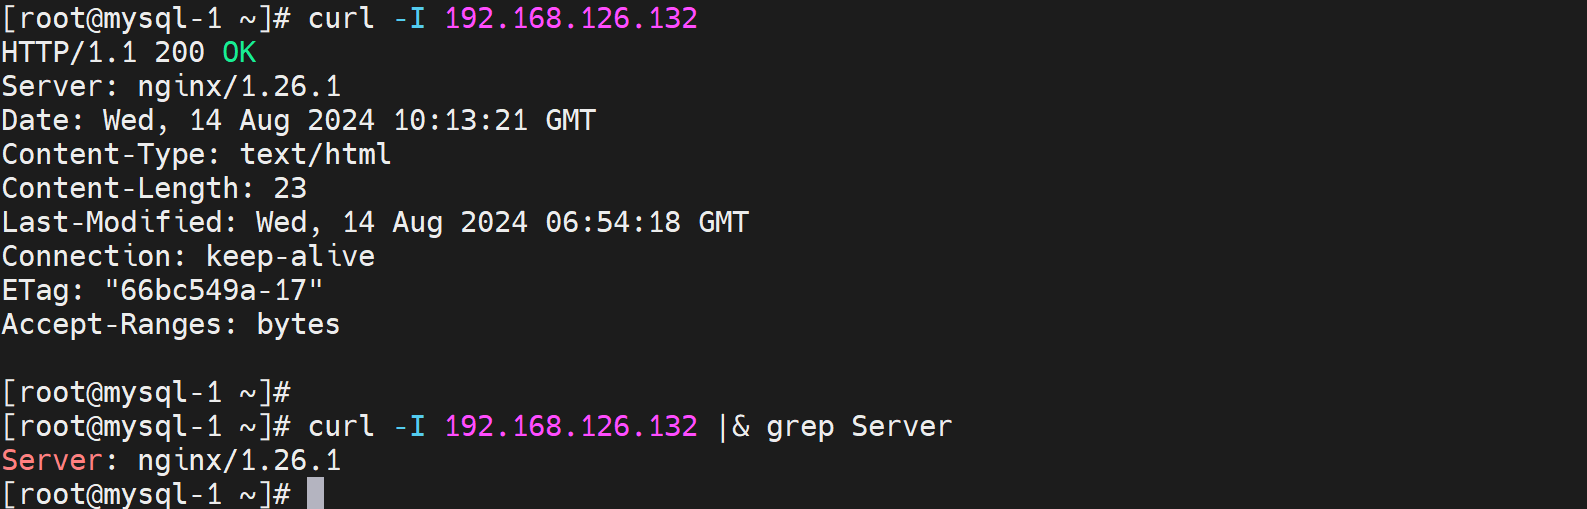 [root@mysql-1 ~]# curl -I 192.168.126.132
HTTP/1.1 200 OK
Server: nginx/1.26.1
Date: Wed, 14 Aug 2024 10:13:21 GMT
Content-Type: text/html
Content-Length: 23
Last-Modified: Wed, 14 Aug 2024 06:54:18 GMT
Connection: keep-alive
ETag: "66bc549a-17"
Accept-Ranges: bytes
[root@mysql-1 ~]#
[root@mysql-1 ~]# curl -I 192.168.126.132 |& grep Server
Server: nginx/1.26.1
[root@mysql-1 ~]#